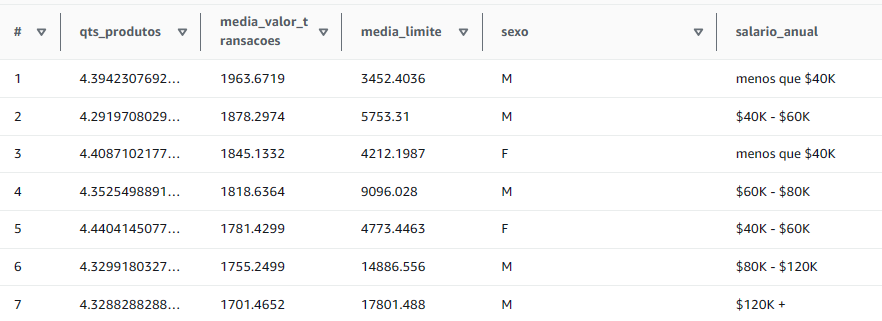 # qts_produtos media_valor_t
ransacoes media_limite sexo salario_anual
1 4.3942307692... 1963.6719 3452.4036 M menos que $40K
2 4.2919708029... 1878.2974 5753.31 M $40K - $60K
3 4.4087102177... 1845.1332 4212.1987 F menos que $40K
4 4.3525498891... 1818.6364 9096.028 M $60K - $80K
5 4.4404145077... 1781.4299 4773.4463 F $40K - $60K
6 4.3299180327... 1755.2499 14886.556 M $80K - $120K
7 4.3288288288... 1701.4652 17801.488 M $120K +